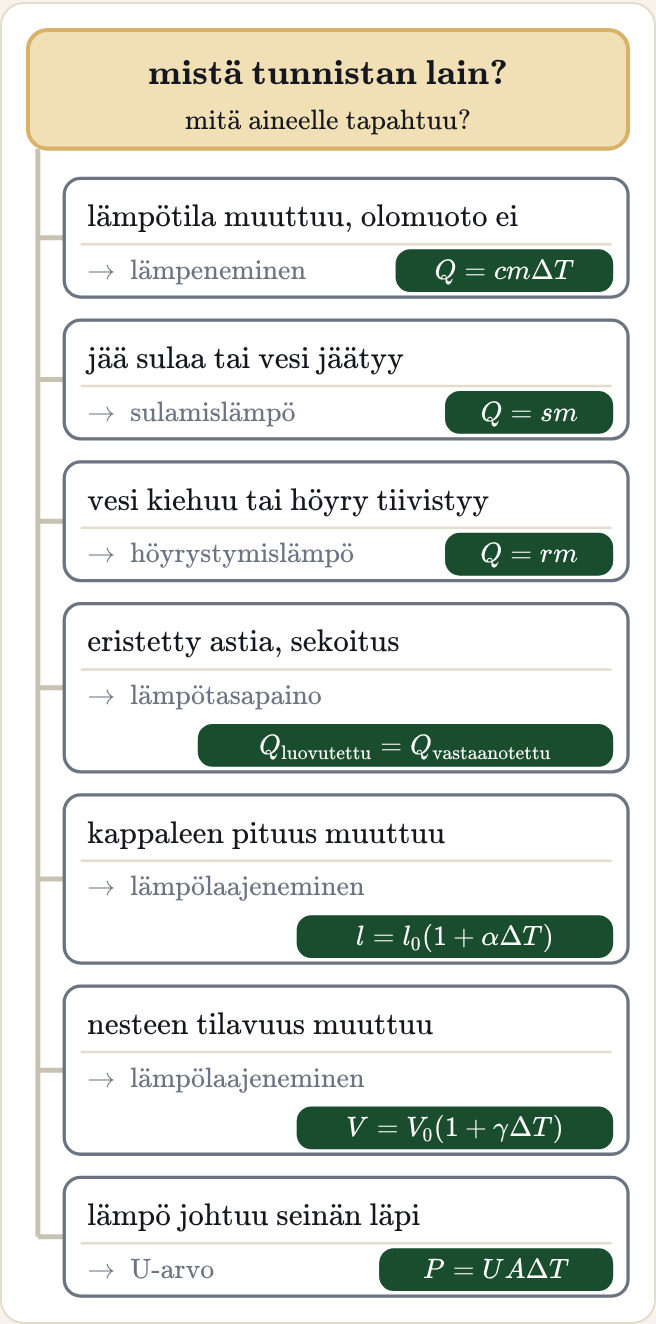 mistä tunnistan lain?
mitä aineelle tapahtuu?
lämpötila muuttuu, olomuoto ei
→ lämpeneminen Q = cmΔT
jää sulaa tai vesi jäätyy
→ sulamislämpö Q = sm
vesi kiehuu tai höyry tiivistyy
→ höyrystymislämpö Q = rm
eristetty astia, sekoitus
→ lämpötasapaino
Q_luovutettu = Q_vastaanotettu
kappaleen pituus muuttuu
→ lämpölaajeneminen
l = l₀(1 + αΔT)
nesteen tilavuus muuttuu
→ lämpölaajeneminen
V = V₀(1 + γΔT)
lämpö johtuu seinän läpi
→ U-arvo P = UAΔT